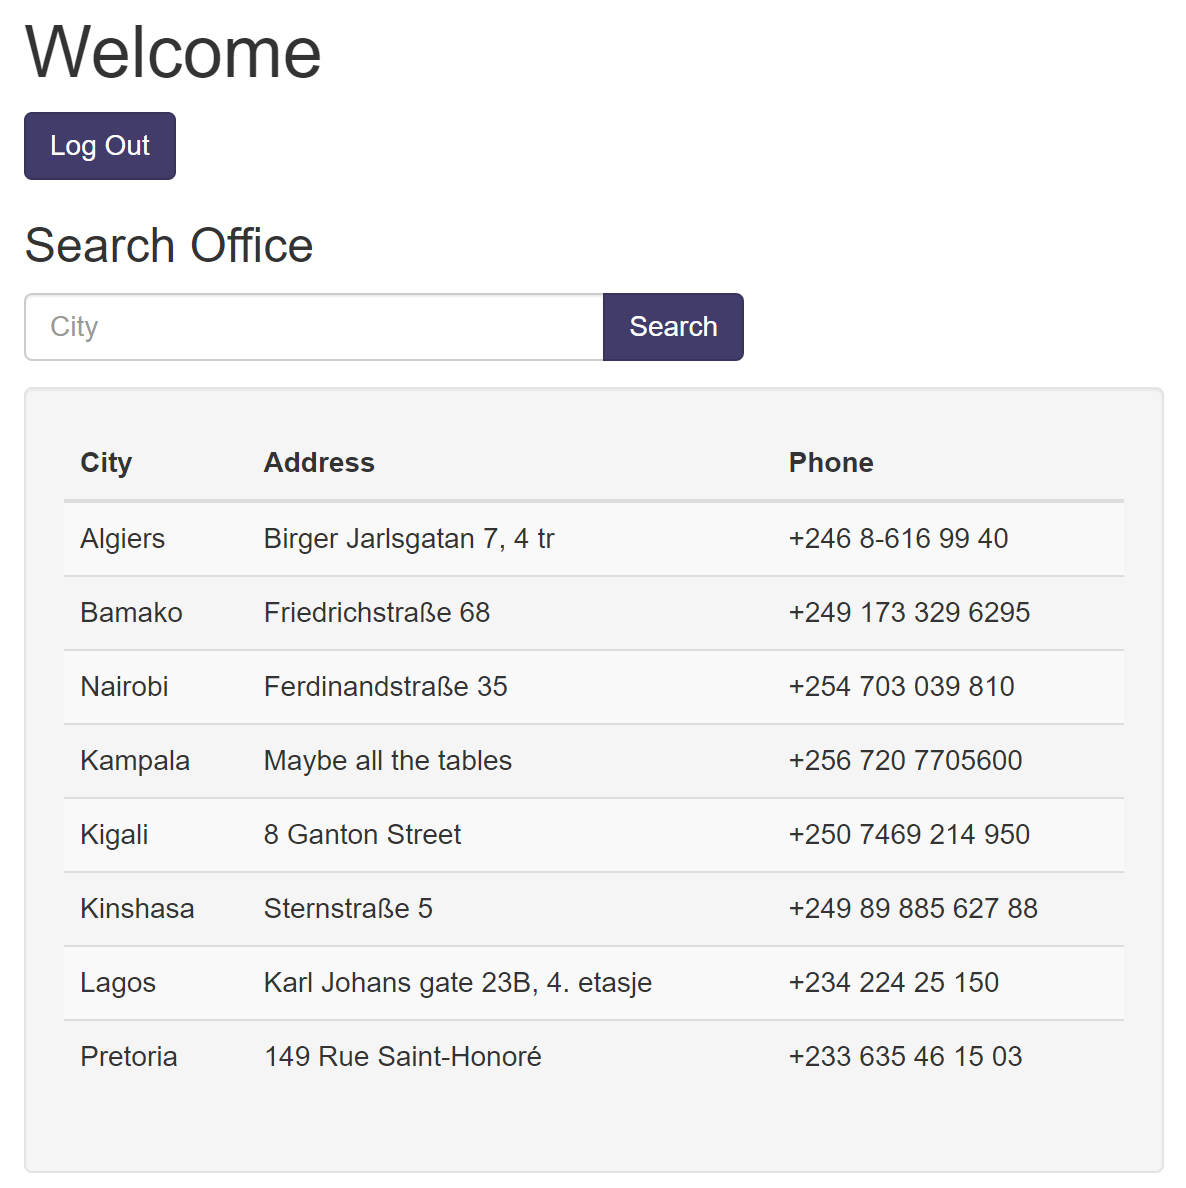 Welcome
Log Out
Search Office
City Search
City Address Phone
Algiers Birger Jarlsgatan 7, 4 tr +246 8-616 99 40
Bamako Friedrichstraße 68 +249 173 329 6295
Nairobi Ferdinandstraße 35 +254 703 039 810
Kampala Maybe all the tables +256 720 7705600
Kigali 8 Ganton Street +250 7469 214 950
Kinshasa Sternstraße 5 +249 89 885 627 88
Lagos Karl Johans gate 23B, 4. etasje +234 224 25 150
Pretoria 149 Rue Saint-Honoré +233 635 46 15 03